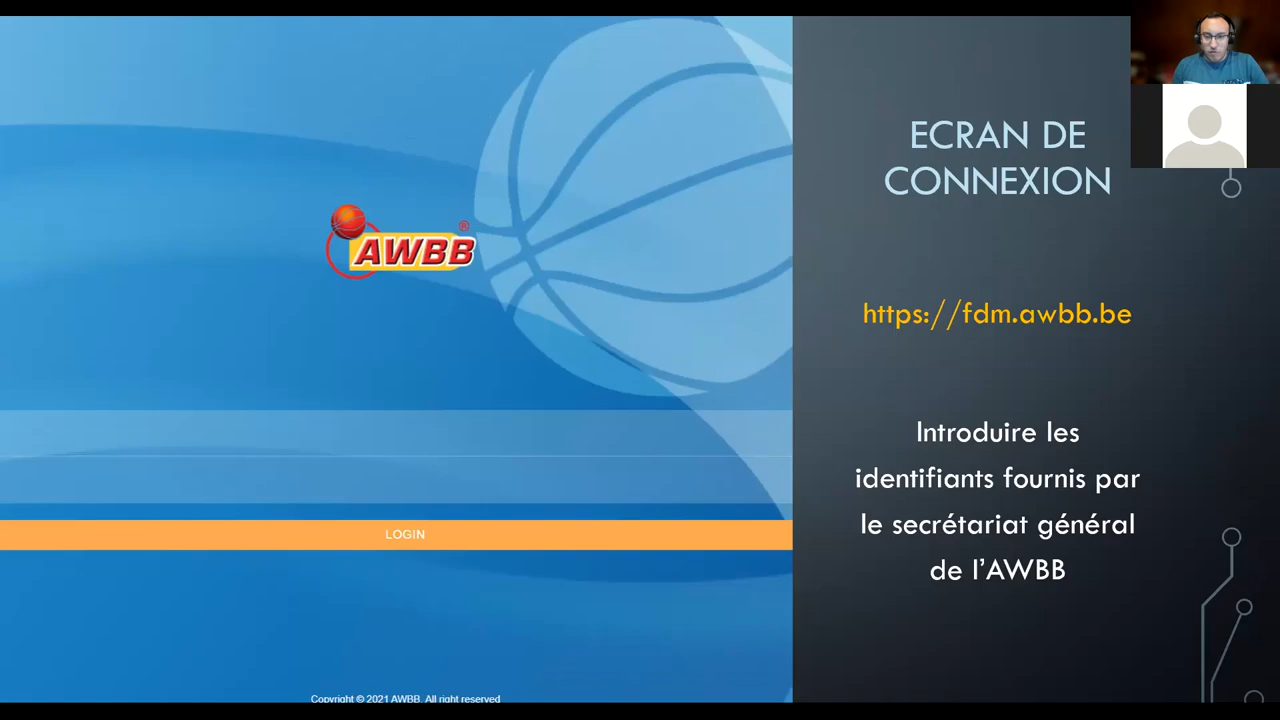 AWBB
®
LOGIN
Copyright © 2021 AWBB. All right reserved
ECRAN DE
CONNEXION
https://fdm.awbb.be
Introduire les
identifiants fournis par
le secrétariat général
de l'AWBB